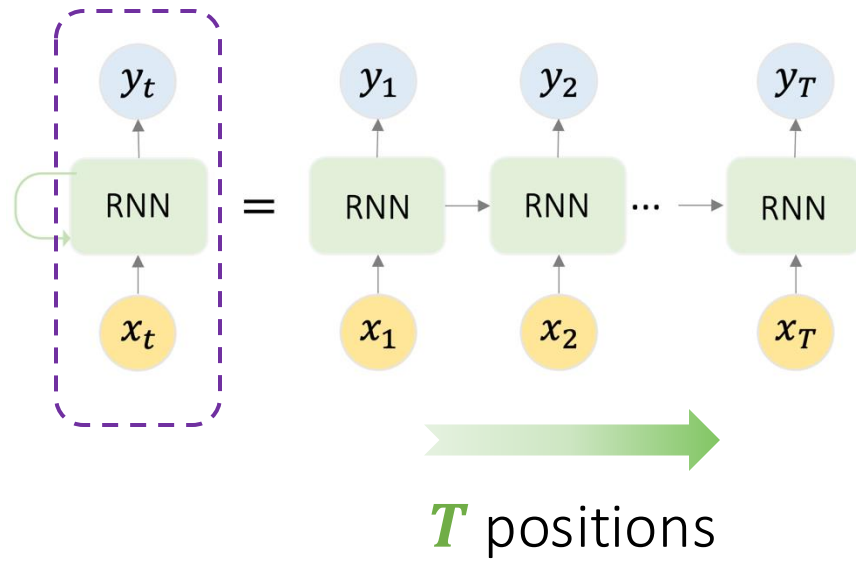 y_t y_1 y_2 y_T
RNN = RNN RNN ... RNN
x_t x_1 x_2 x_T
T positions